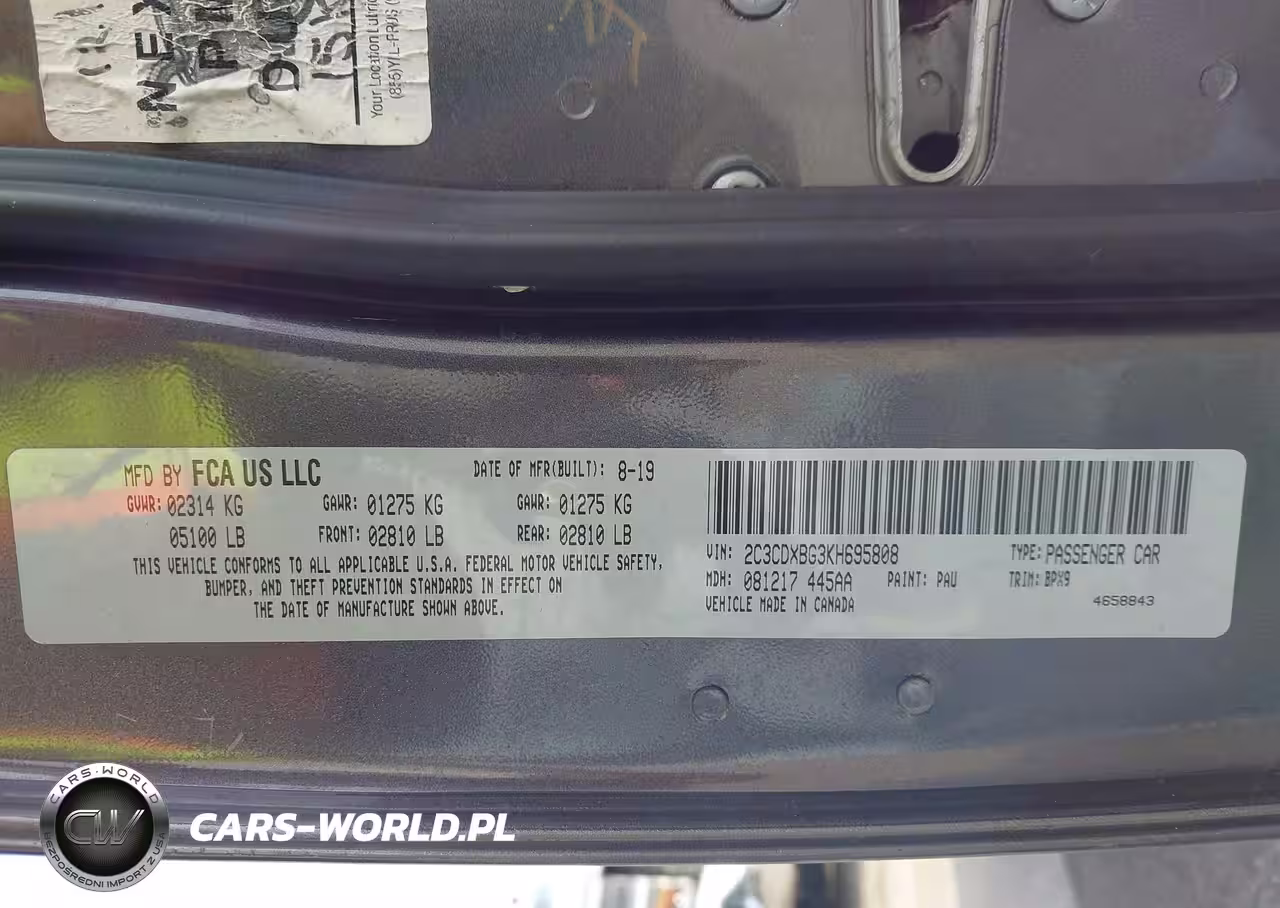 Your Location Lubri
MFD BY FCA US LLC
DATE OF MFR(BUILT): 8-19
GVWR: 02314 KG GAWR: 01275 KG GAWR: 01275 KG
05100 LB FRONT: 02810 LB REAR: 02810 LB
THIS VEHICLE CONFORMS TO ALL APPLICABLE U.S.A. FEDERAL MOTOR VEHICLE SAFETY,
BUMPER, AND THEFT PREVENTION STANDARDS IN EFFECT ON
THE DATE OF MANUFACTURE SHOWN ABOVE.
VIN: 2C3CDXBG3KH695808 TYPE: PASSENGER CAR
MDH: 081217 445AA PAINT: PAU TRIM: BPX9
VEHICLE MADE IN CANADA 4658843
CARS-WORLD
CW
BEZPOŚREDNI IMPORT Z USA
CARS-WORLD.PL